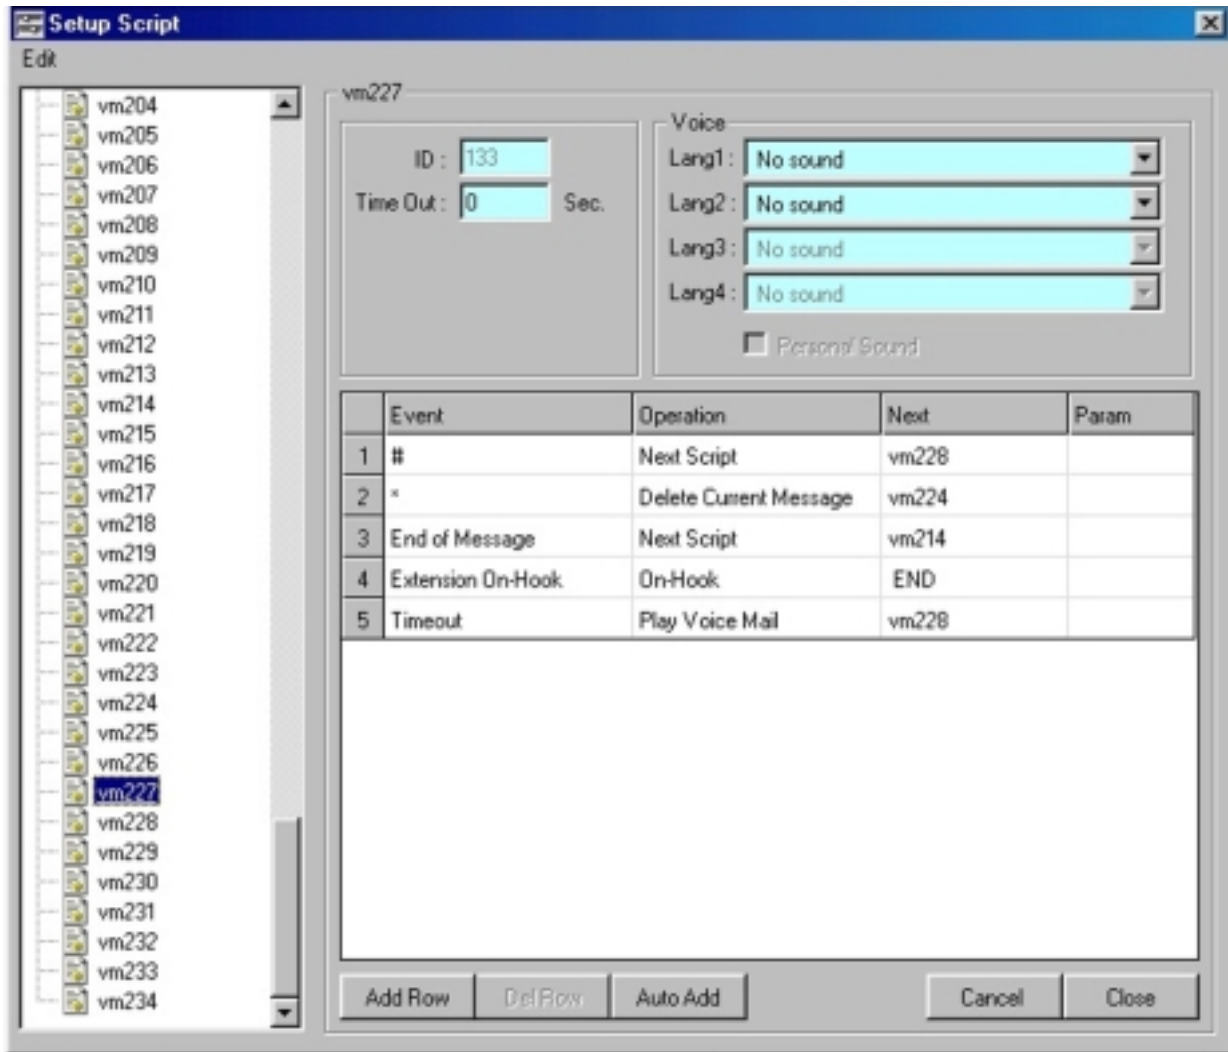 Setup Script
Edit
vm204
vm205
vm206
vm207
vm208
vm209
vm210
vm211
vm212
vm213
vm214
vm215
vm216
vm217
vm218
vm219
vm220
vm221
vm222
vm223
vm224
vm225
vm226
vm227
vm228
vm229
vm230
vm231
vm232
vm233
vm234
vm227
ID : 133
Time Out : 0 Sec.
Voice
Lang1 : No sound
Lang2 : No sound
Lang3 : No sound
Lang4 : No sound
Personal Sound
Event Operation Next Param
1 # Next Script vm228
2 * Delete Current Message vm224
3 End of Message Next Script vm214
4 Extension On-Hook On-Hook END
5 Timeout Play Voice Mail vm228
Add Row Del Row Auto Add Cancel Close